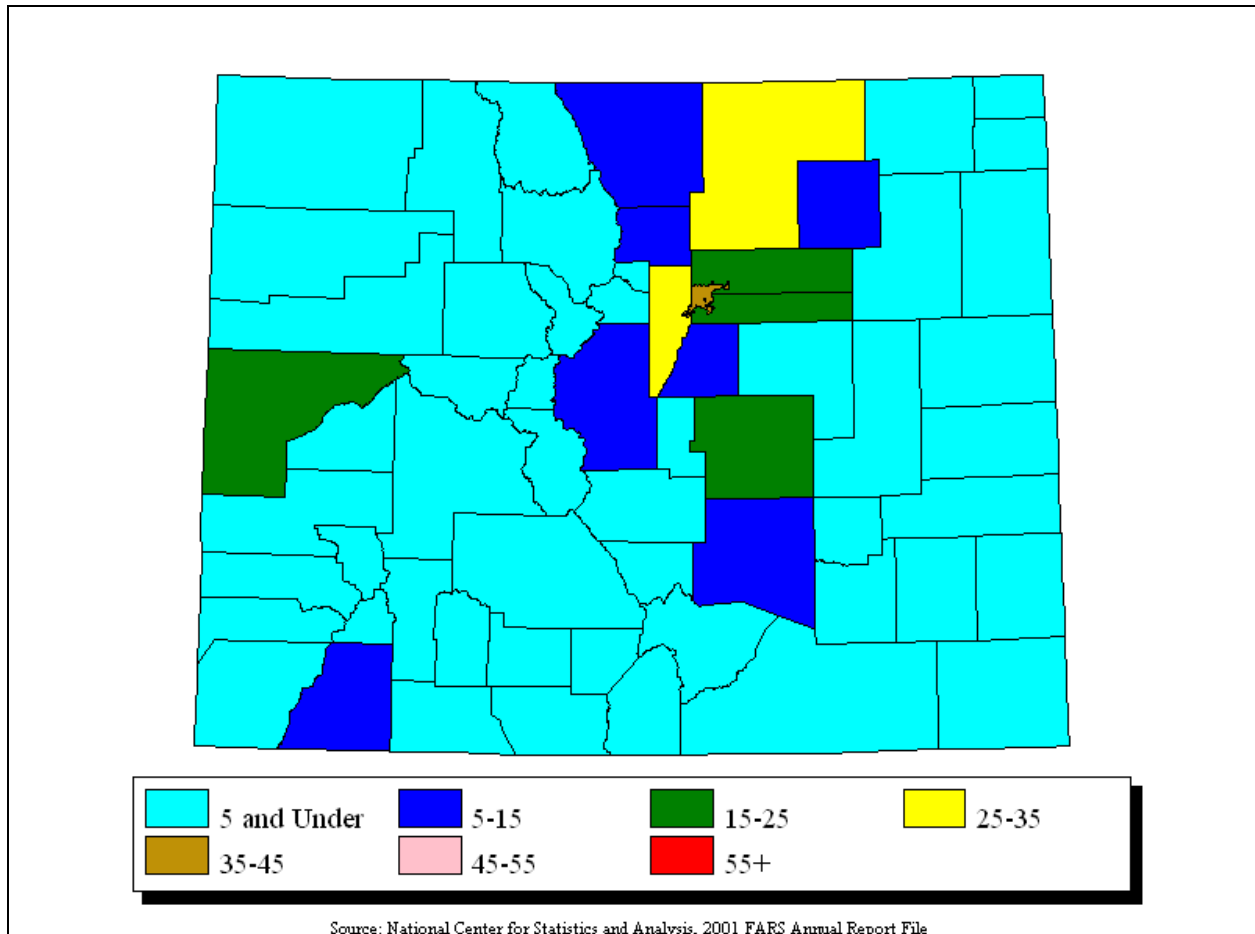 5 and Under 5-15 15-25 25-35
35-45 45-55 55+
Source: National Center for Statistics and Analysis, 2001 FARS Annual Report File